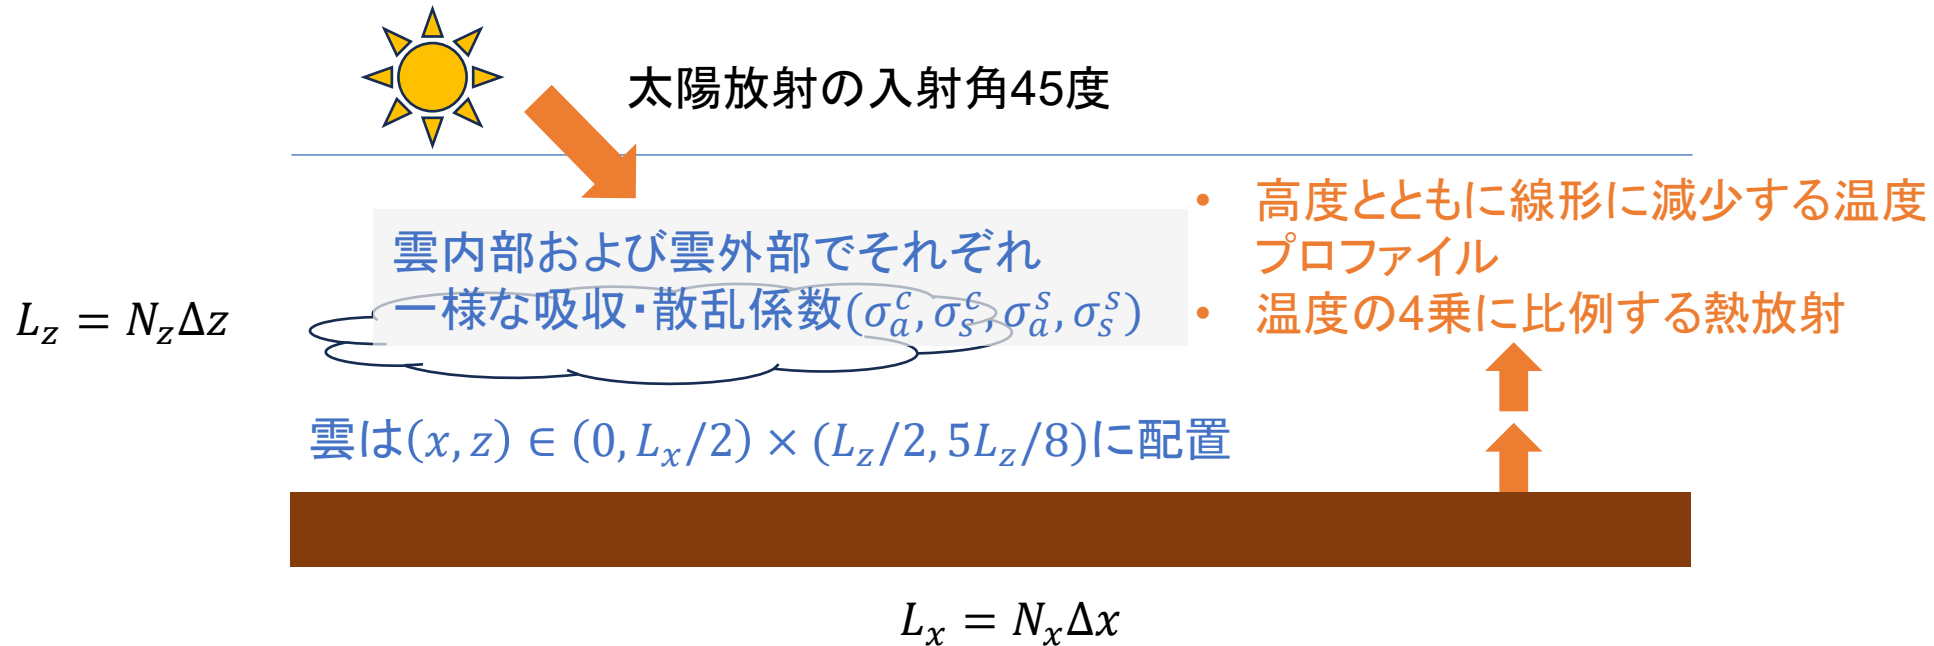 太陽放射の入射角45度
雲内部および雲外部でそれぞれ
一様な吸収・散乱係数(σ_a^c, σ_s^c, σ_a^s, σ_s^s)
• 高度とともに線形に減少する温度
プロファイル
• 温度の4乗に比例する熱放射
L_z = N_zΔz
雲は(x, z) ∈ (0, L_x/2) × (L_z/2, 5L_z/8)に配置
L_x = N_xΔx